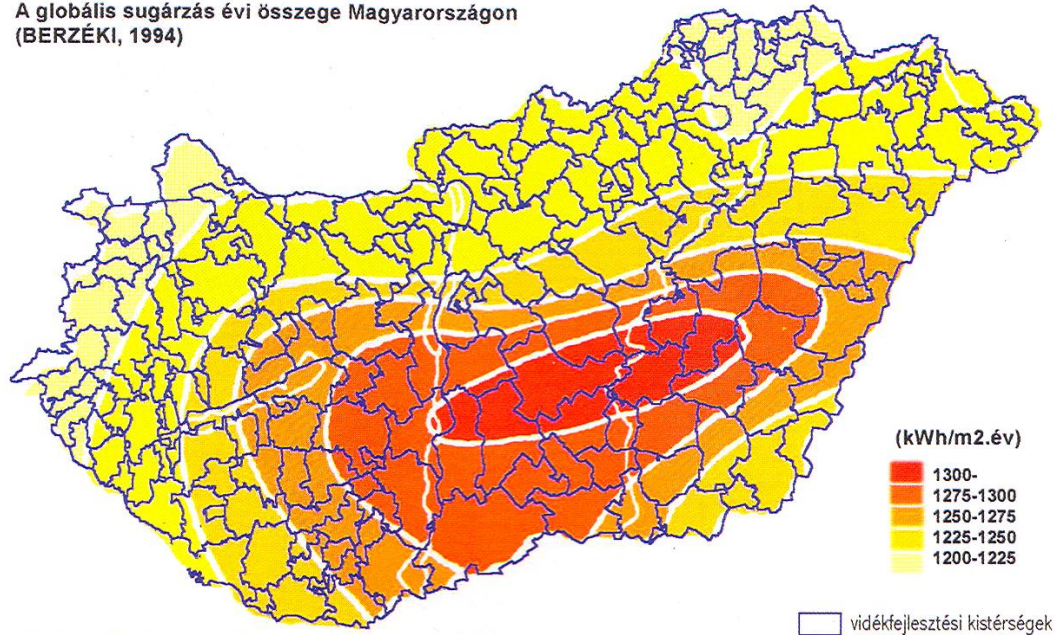 A globális sugárzás évi összege Magyarországon
(BERZÉKI, 1994)
(kWh/m2.év)
1300-
1275-1300
1250-1275
1225-1250
1200-1225
vidékfejlesztési kistérségek